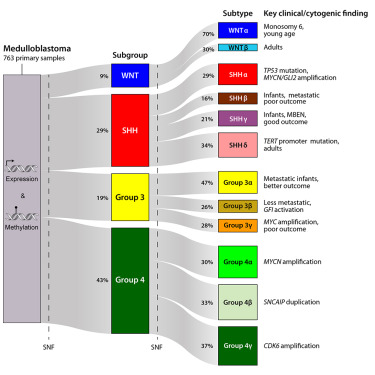 Subtype Key clinical/cytogenic finding
Medulloblastoma
763 primary samples
Subgroup
Expression
&
Methylation
SNF
SNF
9% WNT
29% SHH
19% Group 3
43% Group 4
70% WNT α Monosomy 6,
young age
30% WNT β Adults
29% SHH α TP53 mutation,
MYCN/GLI2 amplification
16% SHH β Infants, metastatic
poor outcome
21% SHH γ Infants, MBEN,
good outcome
34% SHH δ TERT promoter mutation,
adults
47% Group 3α Metastatic infants,
better outcome
26% Group 3β Less metastatic,
GFI activation
28% Group 3γ MYC amplification,
poor outcome
30% Group 4α MYCN amplification
33% Group 4β SNCAIP duplication
37% Group 4γ CDK6 amplification